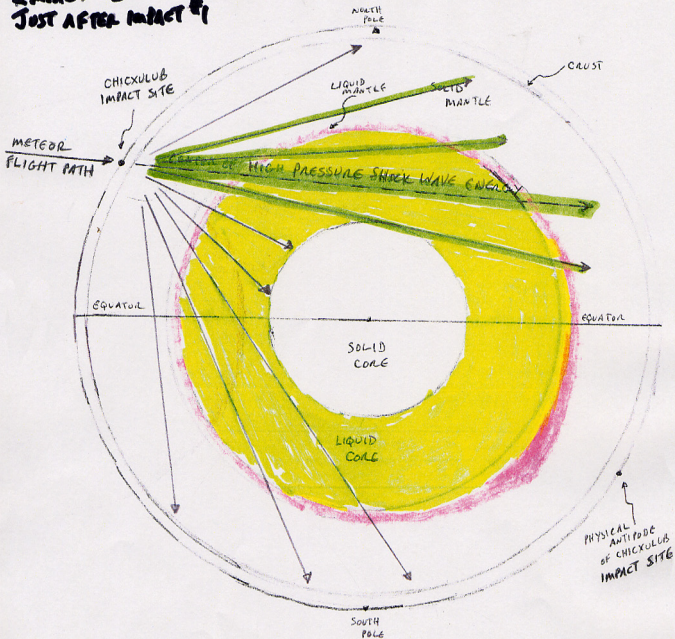 JUST AFTER IMPACT #1
NORTH
POLE
CRUST
CHICXULUB
IMPACT SITE
LIQUID
MANTLE
SOLID
MANTLE
METEOR
FLIGHT PATH
CENTER OF HIGH PRESSURE SHOCK WAVE ENERGY
EQUATOR
EQUATOR
SOLID
CORE
LIQUID
CORE
PHYSICAL
ANTIPODE
OF CHICXULUB
IMPACT SITE
SOUTH
POLE